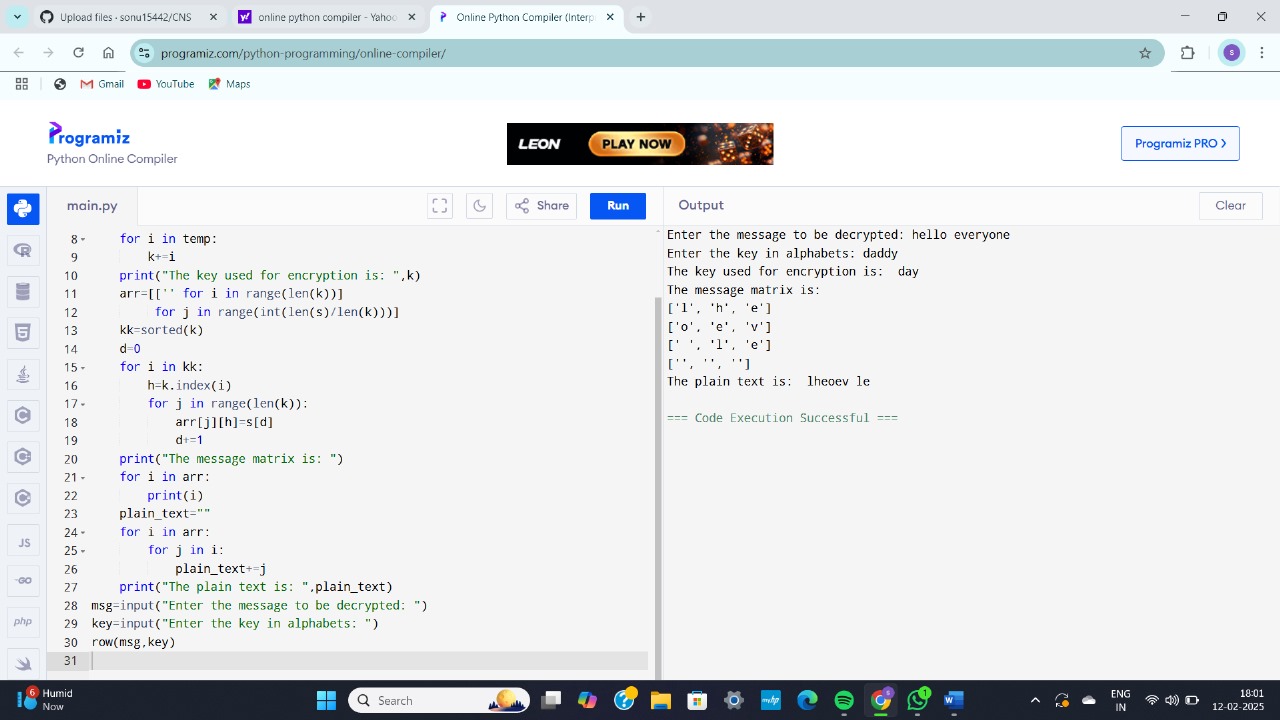 Upload files · sonu15442/CNS
online python compiler - Yahoo
Online Python Compiler (Interp
programiz.com/python-programming/online-compiler/
S
Gmail
YouTube
Maps
Programiz
Python Online Compiler
LEON
PLAY NOW
Programiz PRO >
main.py
Share
Run
Output
Clear
8 for i in temp:
9 k+=i
10 print("The key used for encryption is: ",k)
11 arr=[['' for i in range(len(k))]
12 for j in range(int(len(s)/len(k)))]
13 kk=sorted(k)
14 d=0
15 for i in kk:
16 h=k.index(i)
17 for j in range(len(k)):
18 arr[j][h]=s[d]
19 d+=1
20 print("The message matrix is: ")
21 for i in arr:
22 print(i)
23 plain_text=""
24 for i in arr:
25 for j in i:
26 plain_text+=j
27 print("The plain text is: ",plain_text)
28 msg=input("Enter the message to be decrypted: ")
29 key=input("Enter the key in alphabets: ")
30 row(msg,key)
31
Enter the message to be decrypted: hello everyone
Enter the key in alphabets: daddy
The key used for encryption is:  day
The message matrix is:
['l', 'h', 'e']
['o', 'e', 'v']
[' ', 'l', 'e']
['', '', '']
The plain text is:  lheoev le
=== Code Execution Successful ===
JS
GO
php
6
Humid
Now
Search
hp
S
1
W
ENG
IN
18:01
12-02-2025